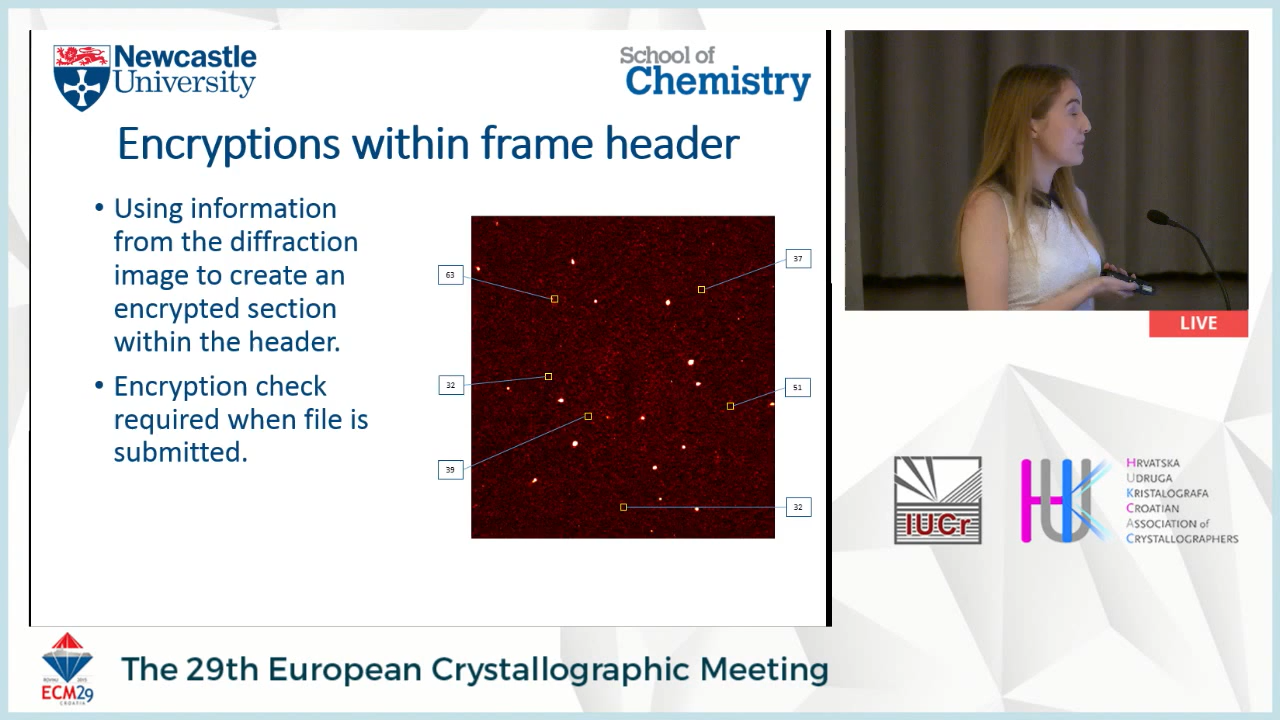 Newcastle
University
School of
Chemistry
Encryptions within frame header
• Using information
from the diffraction
image to create an
encrypted section
within the header.
• Encryption check
required when file is
submitted.
63
37
32
51
39
32
LIVE
IUCr
HUK
HRVATSKA
UDRUGA
KRISTALOGRAFA
CROATIAN
ASSOCIATION of
CRYSTALLOGRAPHERS
ECM29
CROATIA
The 29th European Crystallographic Meeting